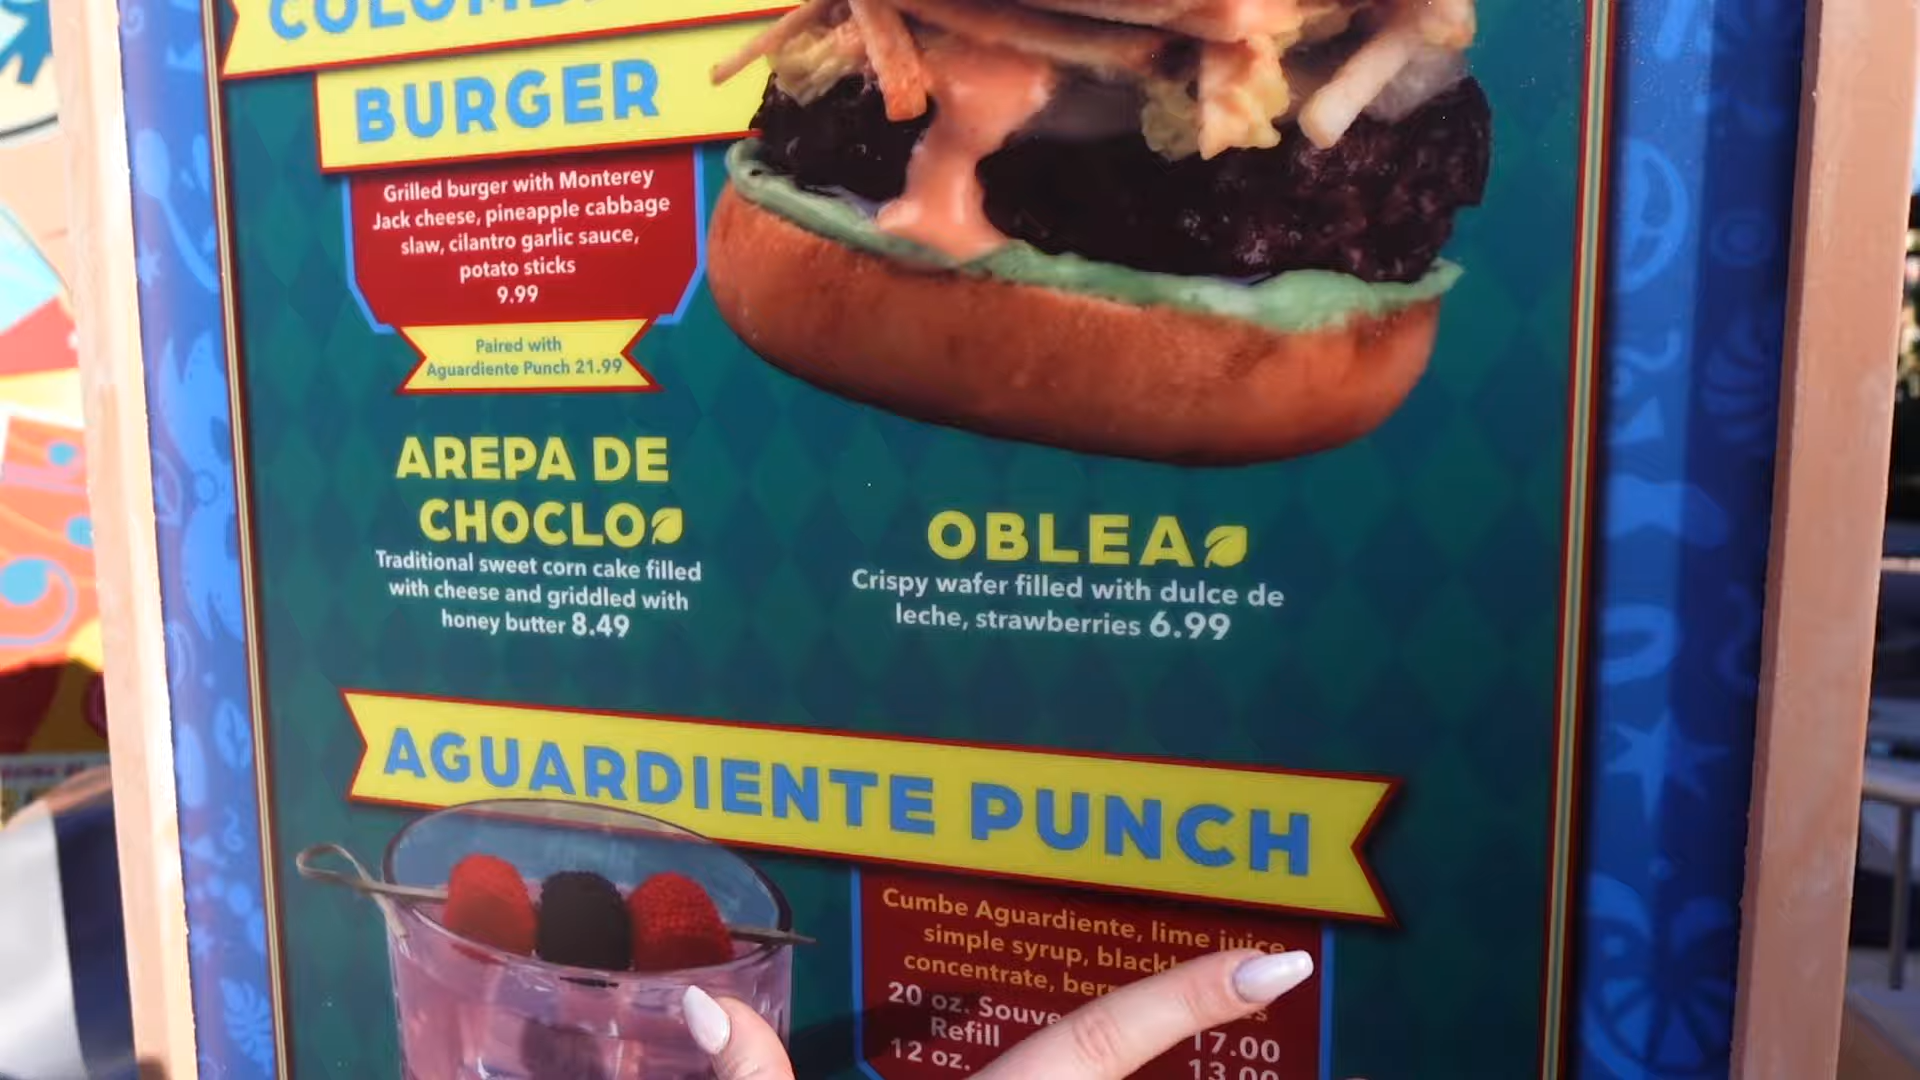 BURGER
Grilled burger with Monterey
Jack cheese, pineapple cabbage
slaw, cilantro garlic sauce,
potato sticks
9.99
Paired with
Aguardiente Punch 21.99
AREPA DE
CHOCLO
Traditional sweet corn cake filled
with cheese and griddled with
honey butter 8.49
OBLEA
Crispy wafer filled with dulce de
leche, strawberries 6.99
AGUARDIENTE PUNCH
Cumbe Aguardiente, lime juice,
simple syrup,
concentrate,
20 oz.
Refill 17.00
12 oz. 13.00